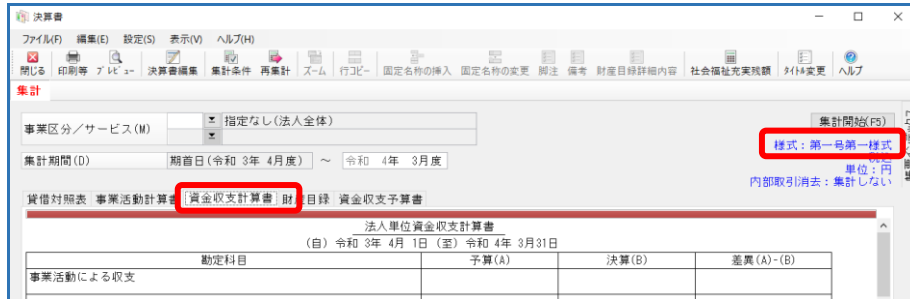 決算書
ファイル(F) 編集(E) 設定(S) 表示(V) ヘルプ(H)
閉じる 印刷等 プレビュー 決算書編集 集計条件 再集計 ズーム 行コピー 固定名称の挿入 固定名称の変更 脚注 備考 財産目録詳細内容 社会福祉充実残額 タイトル変更 ヘルプ
集計
事業区分／サービス(M) 指定なし(法人全体)
集計開始(F5)
様式：第一号第一様式
集計期間(D) 期首日(令和 3年 4月度) ～ 令和 4年 3月度
単位：円
内部取引消去：集計しない
貸借対照表 事業活動計算書 資金収支計算書 財産目録 資金収支予算書
法人単位資金収支計算書
(自) 令和 3年 4月 1日 (至) 令和 4年 3月31日
勘定科目 予算(A) 決算(B) 差異(A)-(B)
事業活動による収支